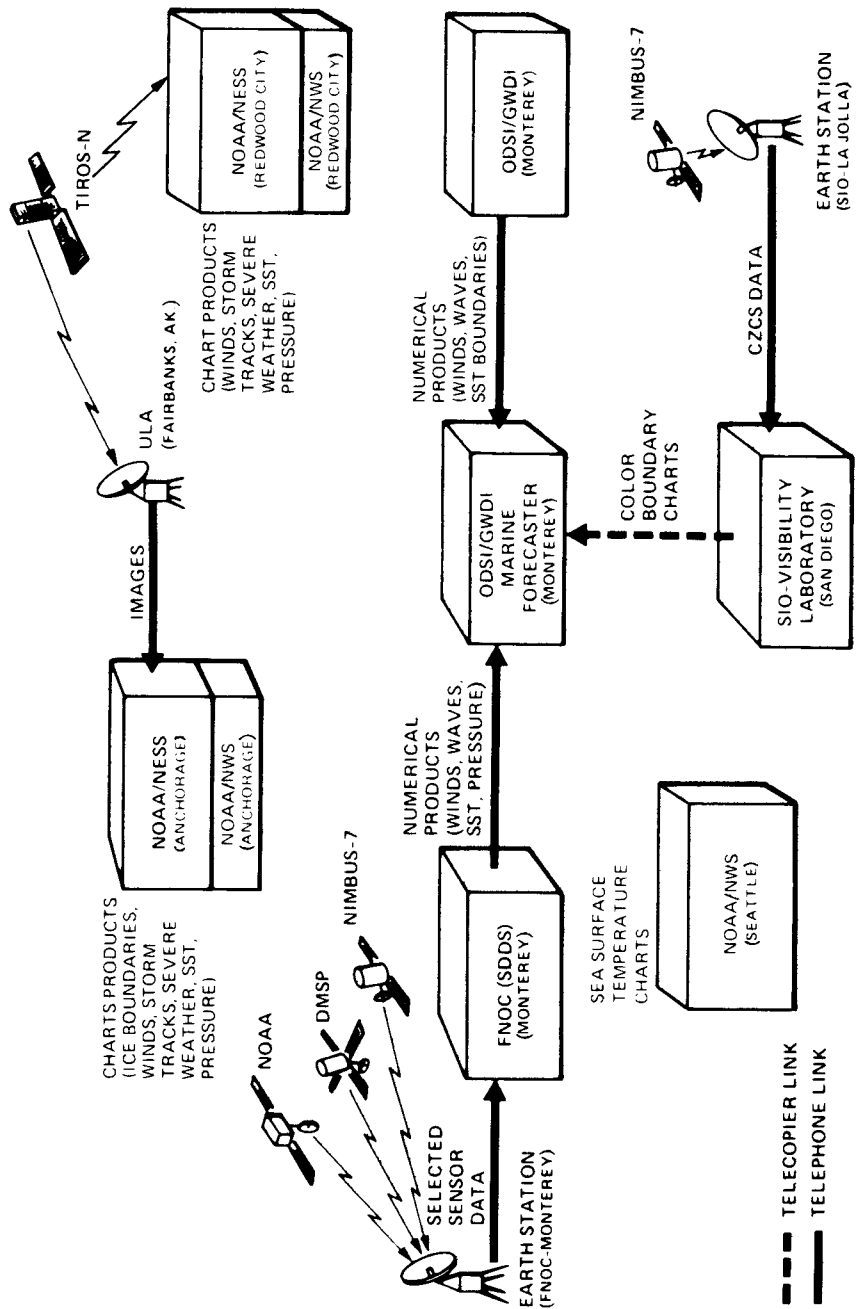 CHARTS PRODUCTS
(ICE BOUNDARIES,
WINDS, STORM
TRACKS, SEVERE
WEATHER, SST,
PRESSURE)
NOAA/NESS
(ANCHORAGE)
NOAA/NWS
(ANCHORAGE)
IMAGES
ULA
(FAIRBANKS, AK.)
TIROS-N
CHART PRODUCTS
(WINDS, STORM
TRACKS, SEVERE
WEATHER, SST,
PRESSURE)
NOAA/NESS
(REDWOOD CITY)
NOAA/NWS
(REDWOOD CITY)
NOAA
DMSP
NIMBUS-7
SELECTED
SENSOR
DATA
EARTH STATION
(FNOC-MONTEREY)
FNOC (SDDS)
(MONTEREY)
NUMERICAL
PRODUCTS
(WINDS, WAVES,
SST, PRESSURE)
ODSI/GWDI
MARINE
FORECASTER
(MONTEREY)
NUMERICAL
PRODUCTS
(WINDS, WAVES,
SST BOUNDARIES)
ODSI/GWDI
(MONTEREY)
SEA SURFACE
TEMPERATURE
CHARTS
NOAA/NWS
(SEATTLE)
COLOR
BOUNDARY
CHARTS
SIO-VISIBILITY
LABORATORY
(SAN DIEGO)
CZCS DATA
NIMBUS-7
EARTH STATION
(SIO-LA JOLLA)
TELECOPIER LINK
TELEPHONE LINK